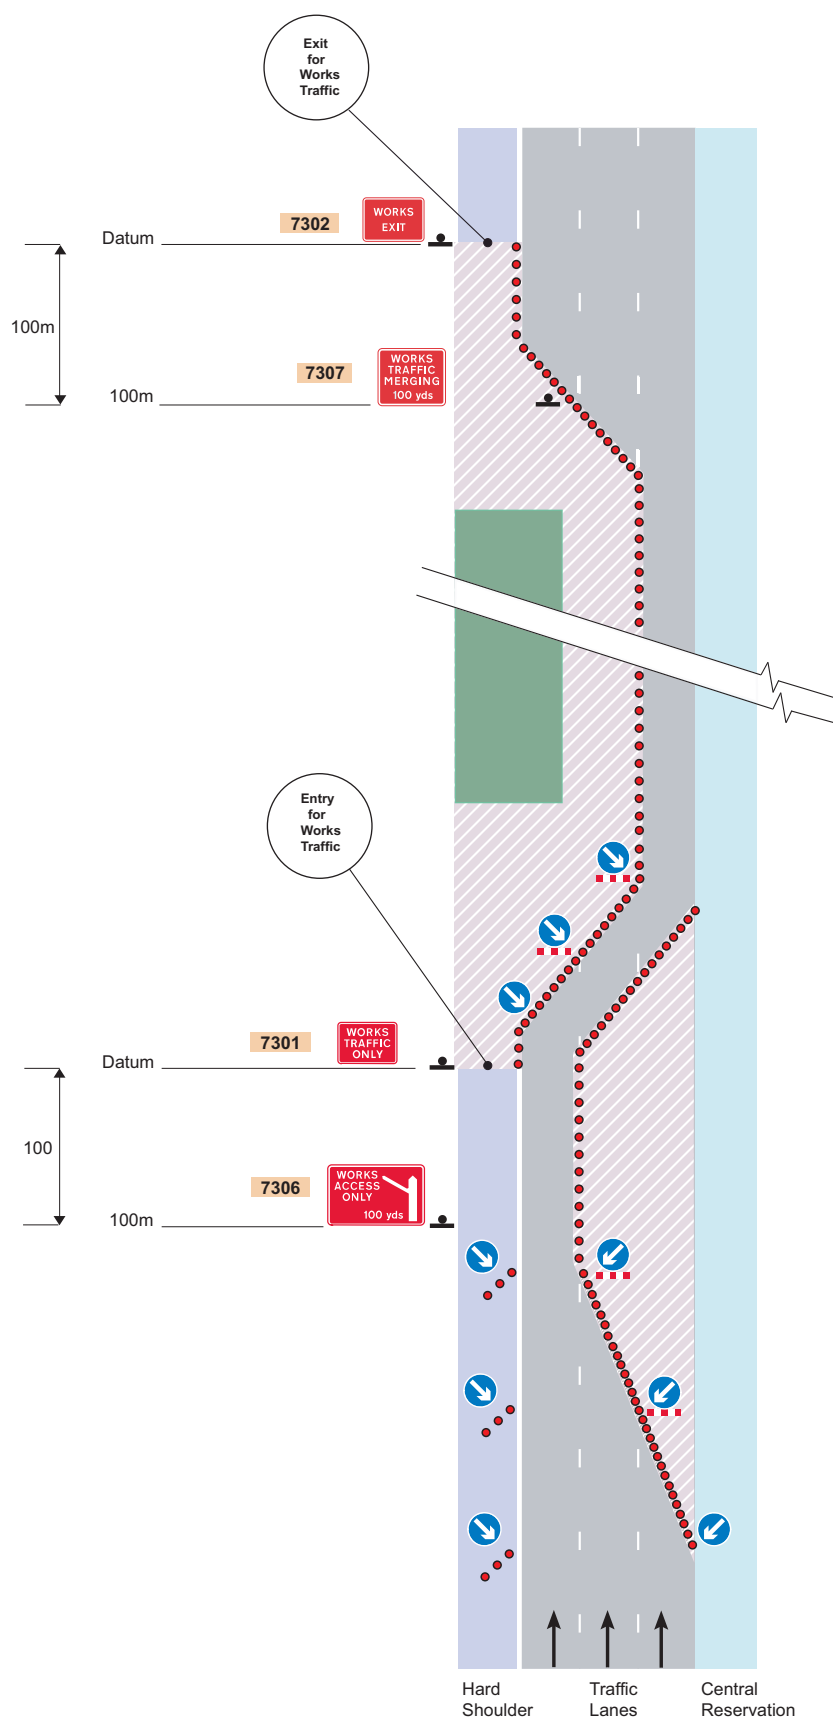 Exit
for
Works
Traffic
7302
WORKS
EXIT
Datum
100m
7307
WORKS
TRAFFIC
MERGING
100 yds
100m
Entry
for
Works
Traffic
7301
WORKS
TRAFFIC
ONLY
Datum
100
7306
WORKS
ACCESS
ONLY
100 yds
100m
Hard
Shoulder
Traffic
Lanes
Central
Reservation